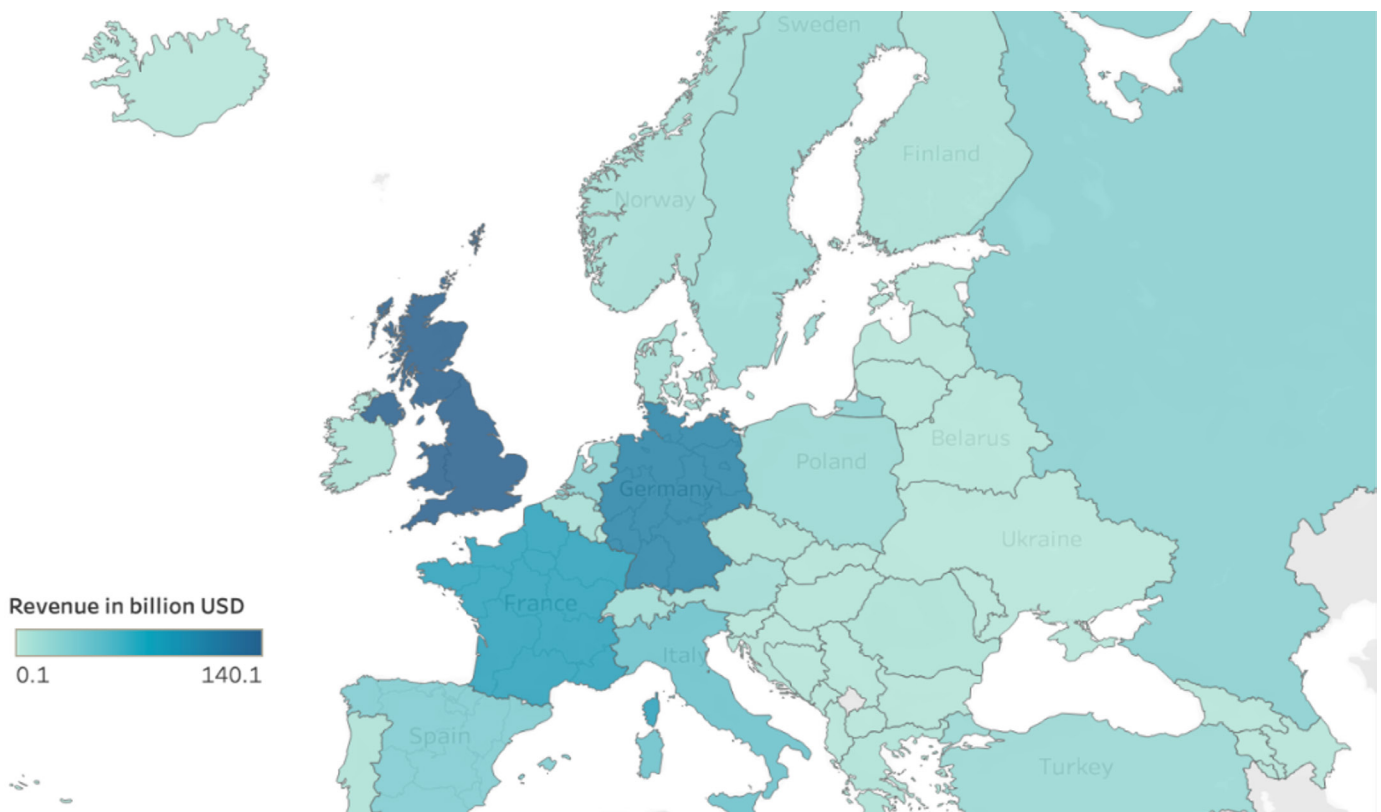 Sweden
Finland
Norway
Belarus
Poland
Germany
Ukraine
France
Revenue in billion USD
0.1 140.1
Italy
Spain
Turkey